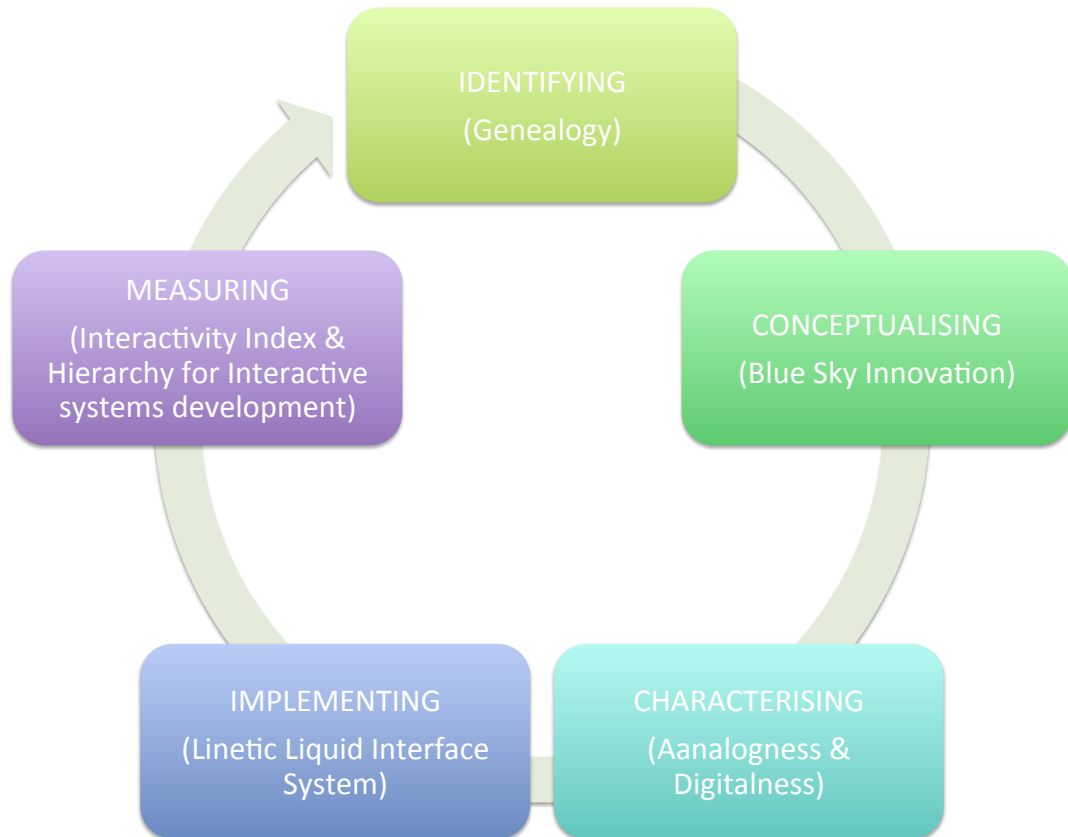 IDENTIFYING
(Genealogy)
CONCEPTUALISING
(Blue Sky Innovation)
CHARACTERISING
(Aanalogness &
Digitalness)
IMPLEMENTING
(Linetic Liquid Interface
System)
MEASURING
(Interactivity Index &
Hierarchy for Interactive
systems development)